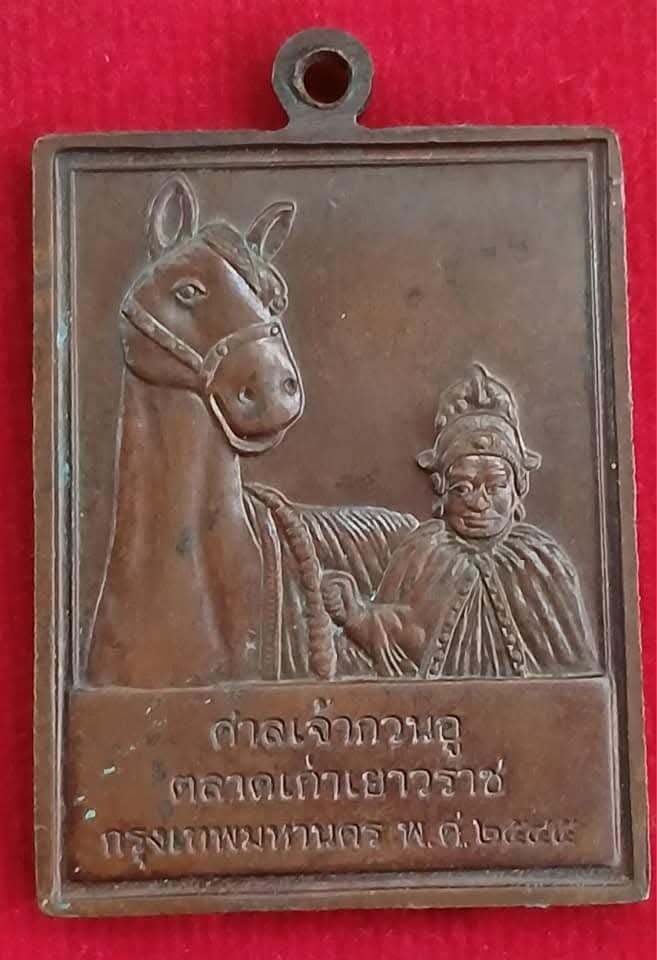 ศาลเจ้ากวนอู
ตลาดเก่าเยาวราช
กรุงเทพมหานคร พ.ศ.๒๕๔๕